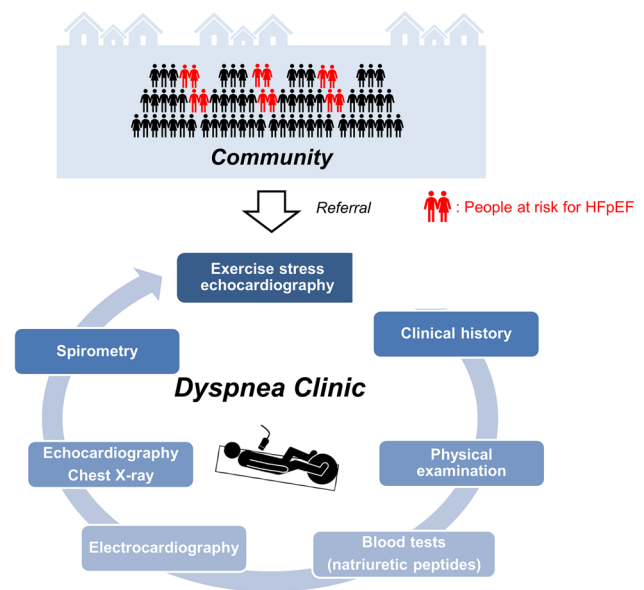 Community
Referral
: People at risk for HFpEF
Exercise stress
echocardiography
Clinical history
Physical
examination
Blood tests
(natriuretic peptides)
Electrocardiography
Echocardiography
Chest X-ray
Spirometry
Dyspnea Clinic